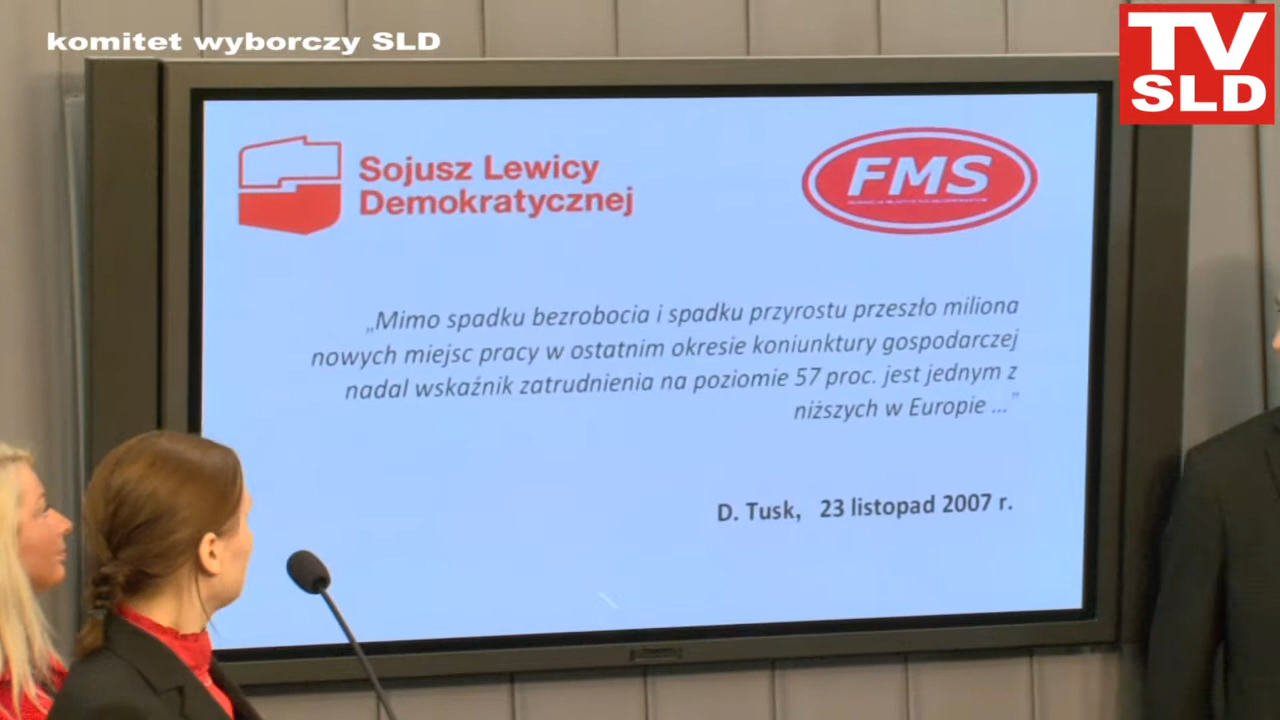 komitet wyborczy SLD
TV
SLD
Sojusz Lewicy
Demokratycznej
FMS
„Mimo spadku bezrobocia i spadku przyrostu przeszło miliona
nowych miejsc pracy w ostatnim okresie koniunktury gospodarczej
nadal wskaźnik zatrudnienia na poziomie 57 proc. jest jednym z
niższych w Europie ...”
D. Tusk, 23 listopad 2007 r.